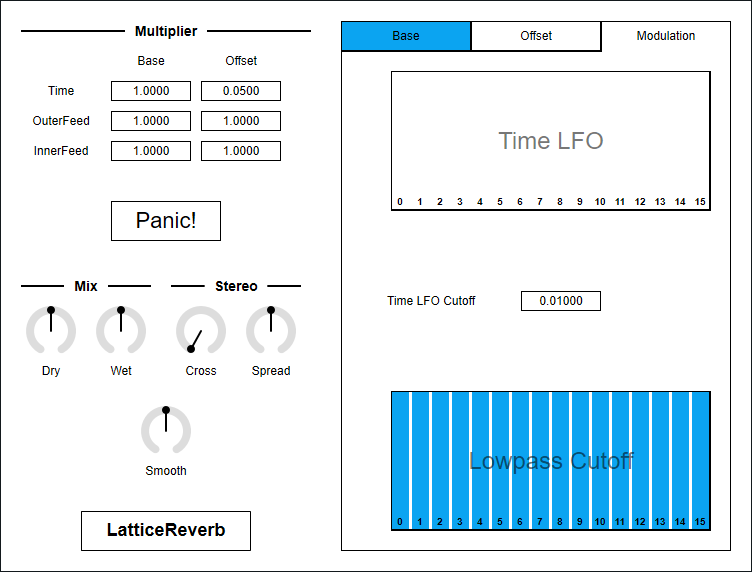 Multiplier
Base Offset
Time 1.0000 0.0500
OuterFeed 1.0000 1.0000
InnerFeed 1.0000 1.0000
Panic!
Mix Stereo
Dry Wet Cross Spread
Smooth
LatticeReverb
Base Offset Modulation
Time LFO
0 1 2 3 4 5 6 7 8 9 10 11 12 13 14 15
Time LFO Cutoff 0.01000
Lowpass Cutoff
0 1 2 3 4 5 6 7 8 9 10 11 12 13 14 15